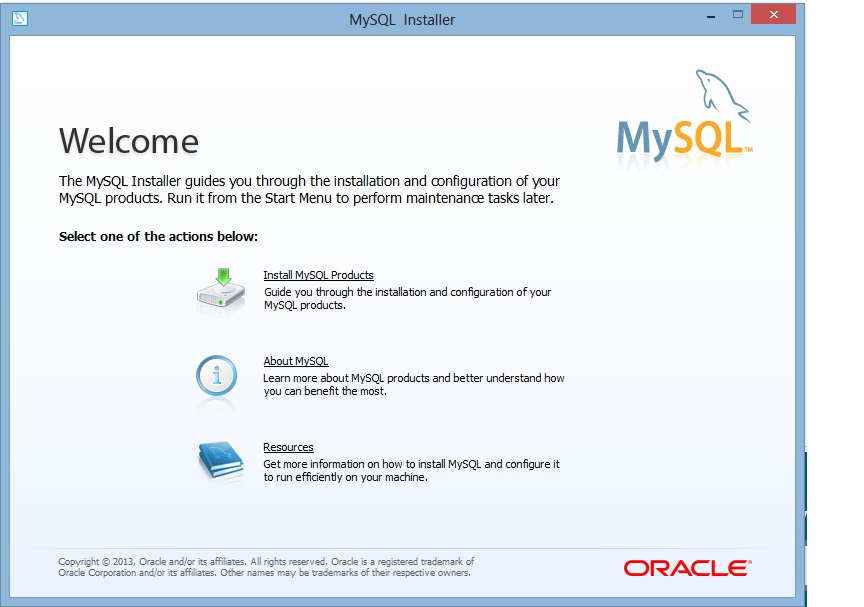 MySQL Installer
Welcome
MySQL™
The MySQL Installer guides you through the installation and configuration of your
MySQL products. Run it from the Start Menu to perform maintenance tasks later.
Select one of the actions below:
Install MySQL Products
Guide you through the installation and configuration of your
MySQL products.
About MySQL
Learn more about MySQL products and better understand how
you can benefit the most.
Resources
Get more information on how to install MySQL and configure it
to run efficiently on your machine.
Copyright © 2013, Oracle and/or its affiliates. All rights reserved. Oracle is a registered trademark of
Oracle Corporation and/or its affiliates. Other names may be trademarks of their respective owners.
ORACLE®